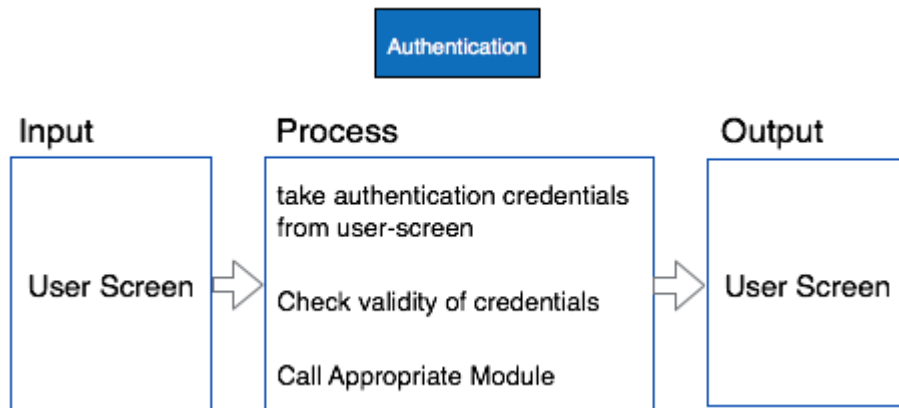 Authentication
Input
Process
Output
User Screen
take authentication credentials
from user-screen
Check validity of credentials
Call Appropriate Module
User Screen